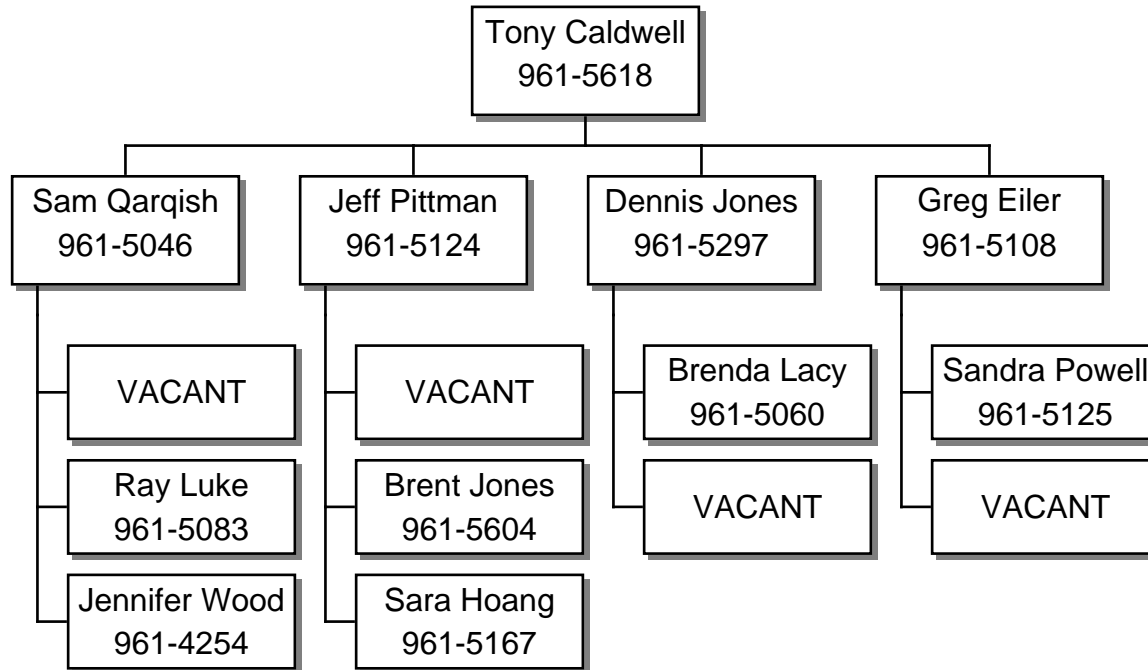 Tony Caldwell
961-5618
Sam Qarqish
961-5046
Jeff Pittman
961-5124
Dennis Jones
961-5297
Greg Eiler
961-5108
VACANT
Ray Luke
961-5083
Jennifer Wood
961-4254
VACANT
Brent Jones
961-5604
Sara Hoang
961-5167
Brenda Lacy
961-5060
VACANT
Sandra Powell
961-5125
VACANT